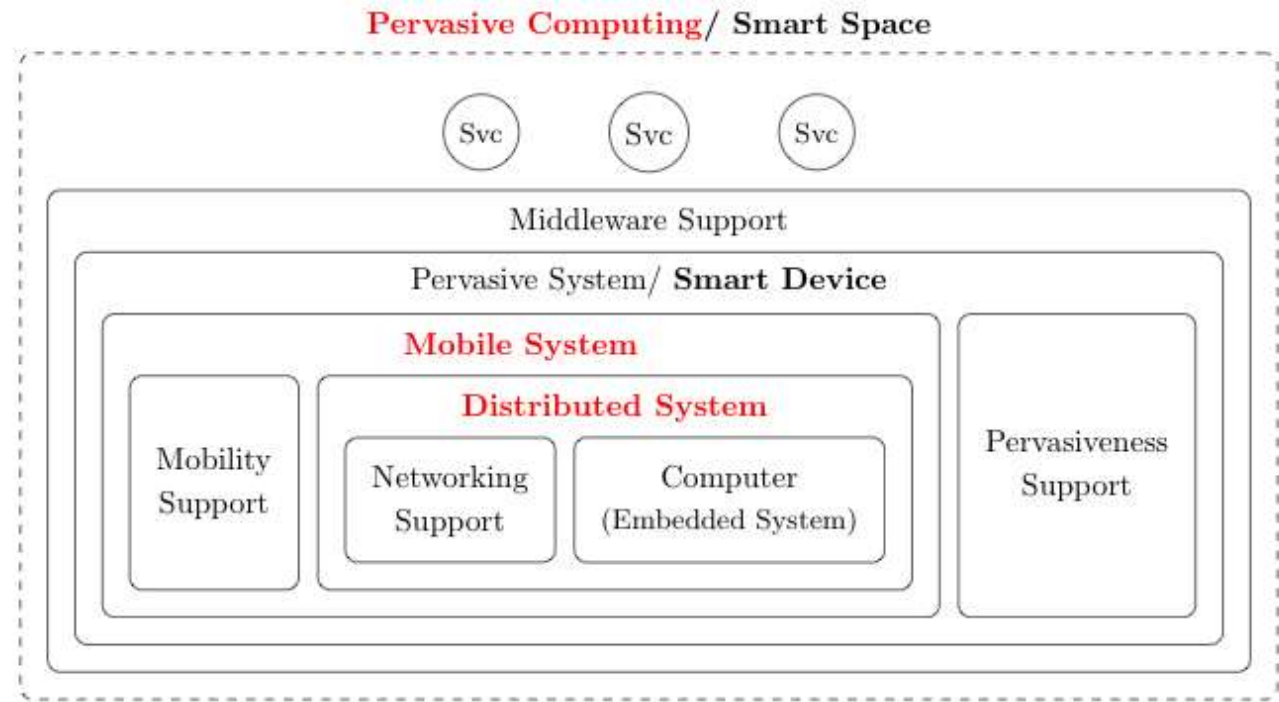 Pervasive Computing/ Smart Space
Svc
Svc
Svc
Middleware Support
Pervasive System/ Smart Device
Mobile System
Distributed System
Mobility
Support
Networking
Support
Computer
(Embedded System)
Pervasiveness
Support